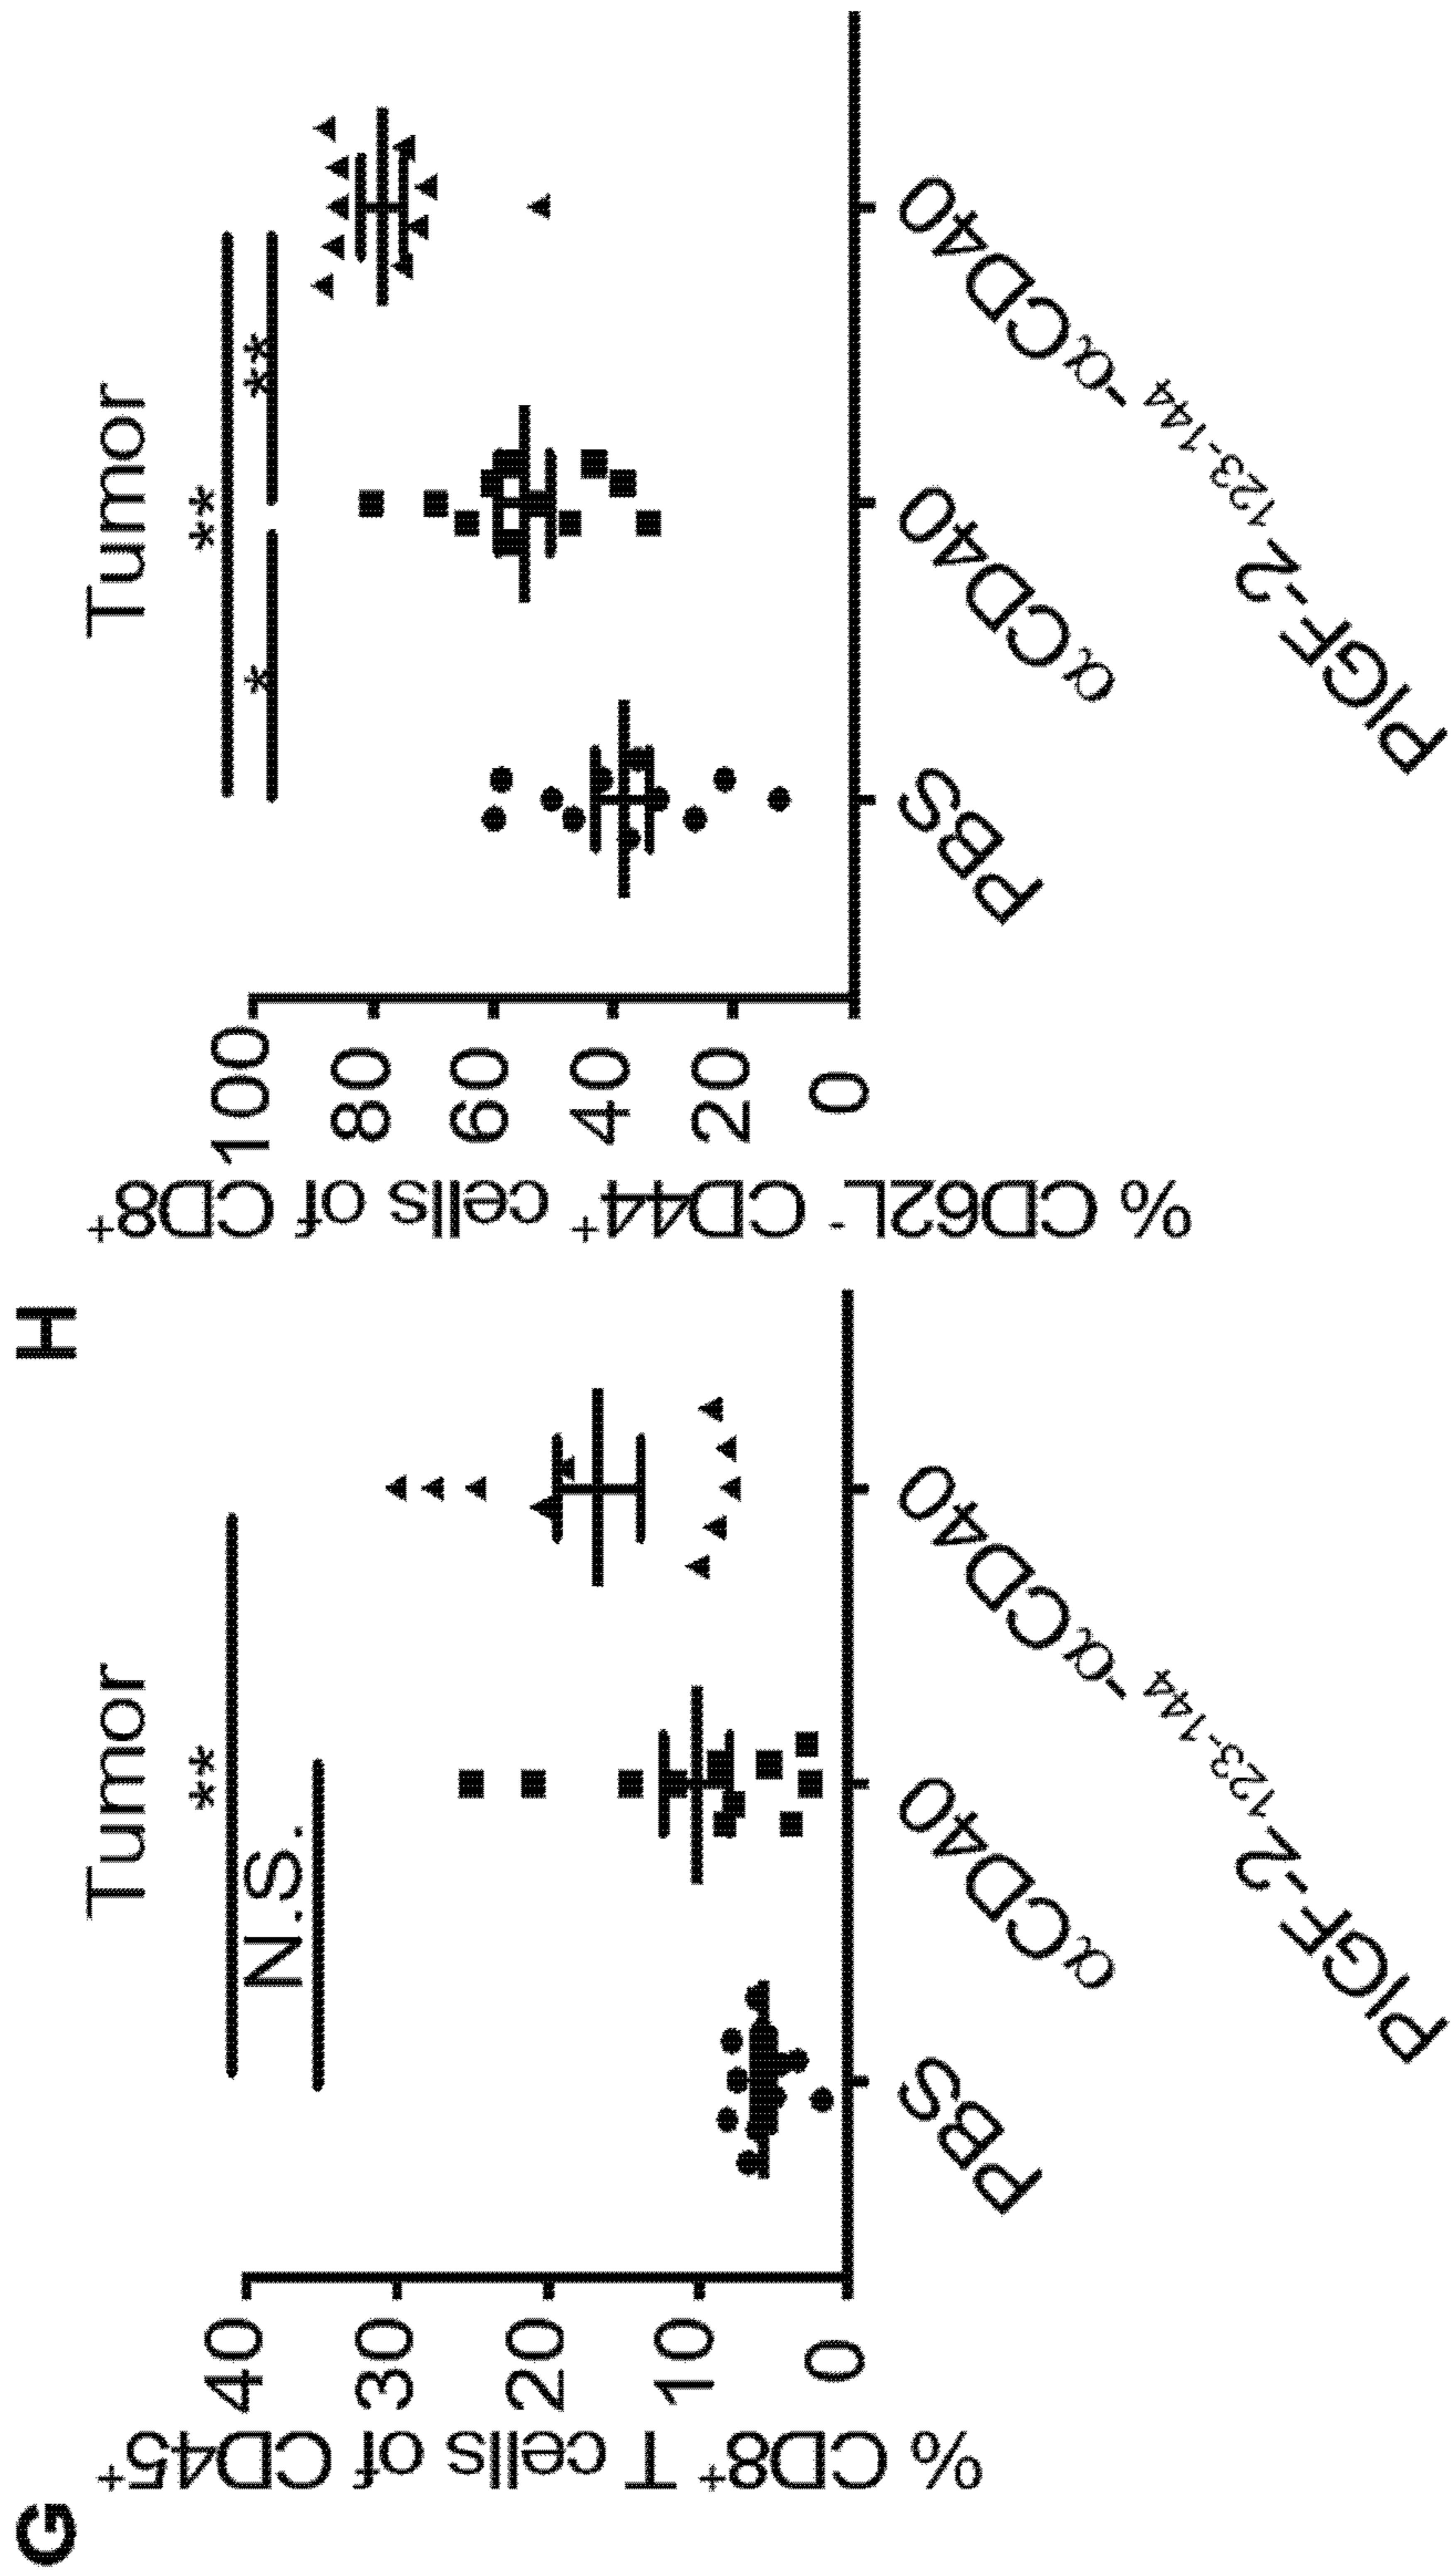 G
Tumor
**
N.S.
% CD8⁺ T cells of CD45⁺
40
30
20
10
0
PBS
αCD40
PlGF-2₁₂₃₋₁₄₄-αCD40
H
Tumor
**
* **
% CD62L⁻ CD44⁺ cells of CD8⁺
100
80
60
40
20
0
PBS
αCD40
PlGF-2₁₂₃₋₁₄₄-αCD40